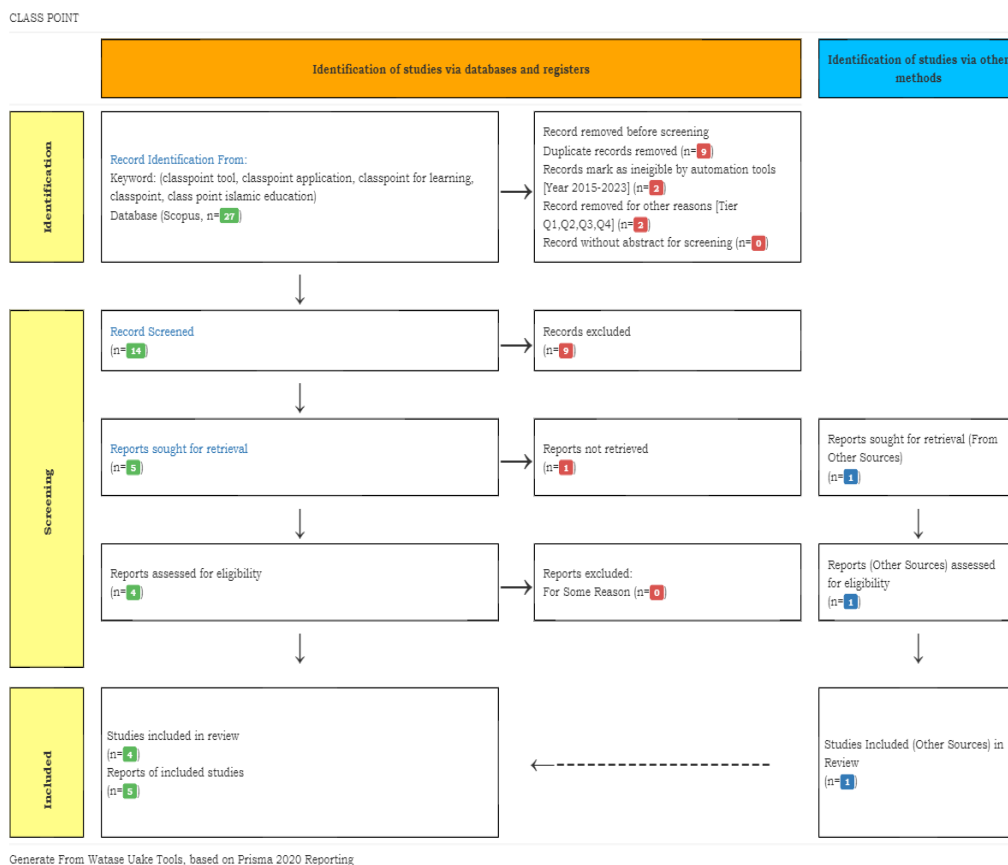 CLASS POINT
Identification of studies via databases and registers
Identification of studies via other
methods
Identification
Record Identification From:
Keyword: (classpoint tool, classpoint application, classpoint for learning,
classpoint, class point islamic education)
Database (Scopus, n=27)
Record removed before screening
Duplicate records removed (n=9)
Records mark as ineigible by automation tools
[Year 2015-2023] (n=2)
Record removed for other reasons [Tier
Q1,Q2,Q3,Q4] (n=2)
Record without abstract for screening (n=0)
Screening
Record Screened
(n=14)
Records excluded
(n=9)
Reports sought for retrieval
(n=5)
Reports not retrieved
(n=1)
Reports sought for retrieval (From
Other Sources)
(n=1)
Reports assessed for eligibility
(n=4)
Reports excluded:
For Some Reason (n=0)
Reports (Other Sources) assessed
for eligibility
(n=1)
Included
Studies included in review
(n=4)
Reports of included studies
(n=5)
Studies Included (Other Sources) in
Review
(n=1)
Generate From Watase Uake Tools, based on Prisma 2020 Reporting